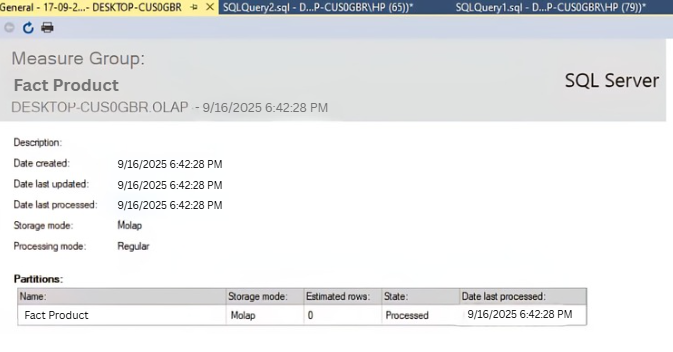 General - 17-09-2...- DESKTOP-CUS0GBR SQLQuery2.sql - D...P-CUS0GBR\HP (65))* SQLQuery1.sql - D...P-CUS0GBR\HP (79))*
Measure Group:
Fact Product
SQL Server
DESKTOP-CUS0GBR.OLAP - 9/16/2025 6:42:28 PM
Description:
Date created: 9/16/2025 6:42:28 PM
Date last updated: 9/16/2025 6:42:28 PM
Date last processed: 9/16/2025 6:42:28 PM
Storage mode: Molap
Processing mode: Regular
Partitions:
Name: Storage mode: Estimated rows: State: Date last processed:
Fact Product Molap 0 Processed 9/16/2025 6:42:28 PM